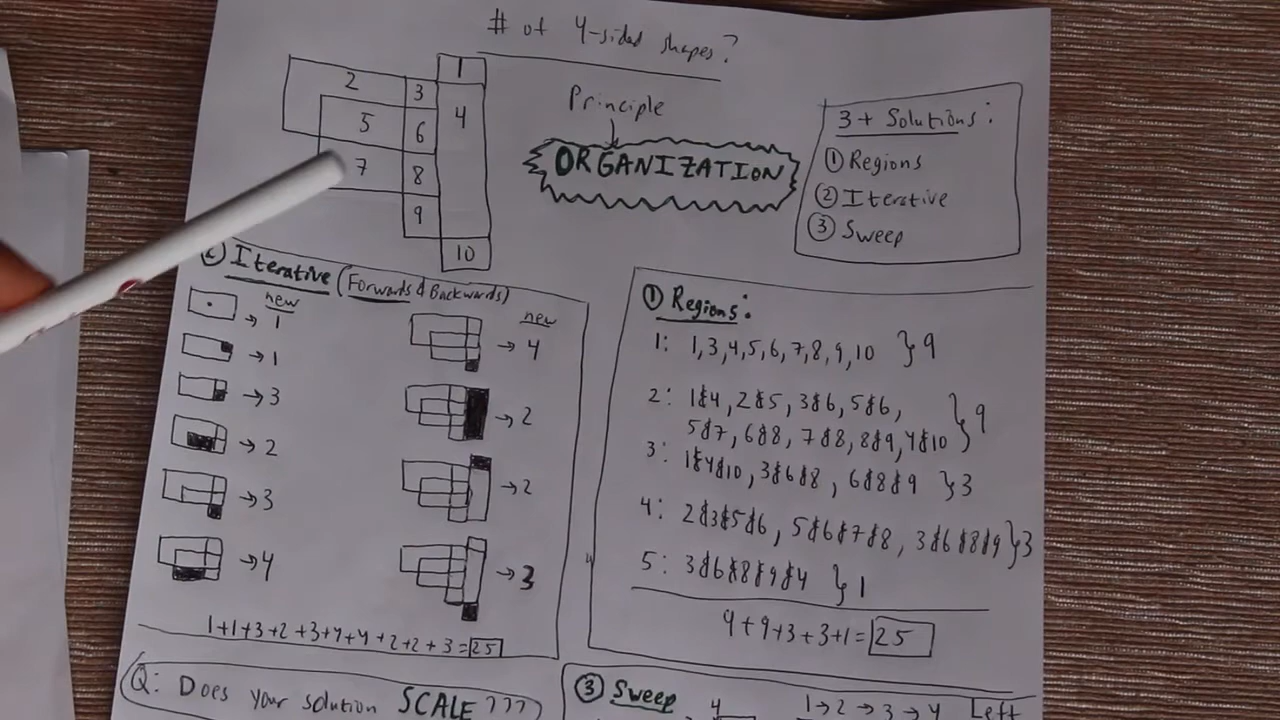 # of 4-sided shapes?
1
2 3
4
5 6
7 8
9
10
Principle
ORGANIZATION
3+ Solutions:
① Regions
② Iterative
③ Sweep
② Iterative (Forwards & Backwards)
new
→ 1
→ 1
→ 3
→ 2
→ 3
→ 4
new
→ 4
→ 2
→ 2
→ 3
1+1+3+2+3+4+4+2+2+3=25
① Regions:
1: 1,3,4,5,6,7,8,9,10 } 9
2: 1&4, 2&5, 3&6, 5&6,
5&7, 6&8, 7&8, 8&9, 4&10 } 9
3: 1&4&10, 3&6&8, 6&8&9 } 3
4: 2&3&5&6, 5&6&7&8, 3&6&8&9 } 3
5: 3&6&8&9&4 } 1
9+9+3+3+1=25
Q: Does your solution SCALE???
③ Sweep
4
1→2→3→4 Left